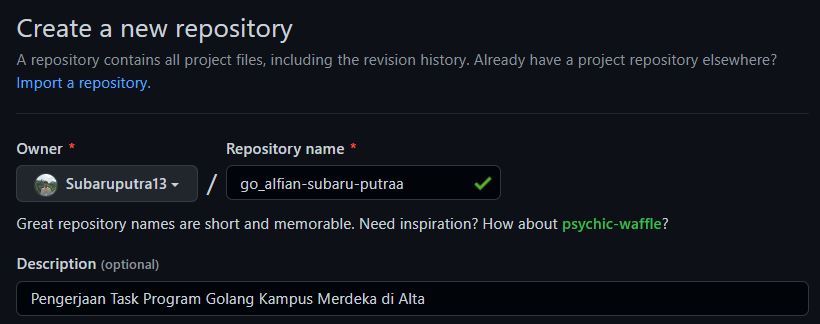 Create a new repository
A repository contains all project files, including the revision history. Already have a project repository elsewhere?
Import a repository.
Owner * Repository name *
Subaruputra13 / go_alfian-subaru-putraa
Great repository names are short and memorable. Need inspiration? How about psychic-waffle?
Description (optional)
Pengerjaan Task Program Golang Kampus Merdeka di Alta